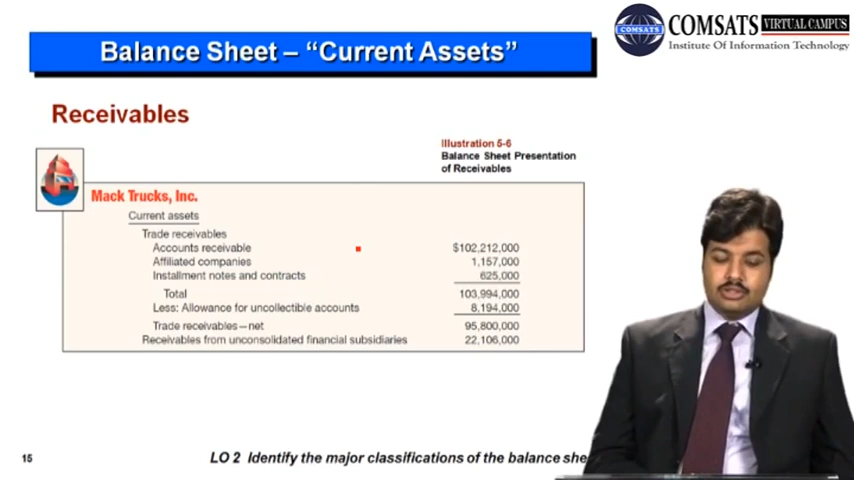 COMSATS VIRTUAL CAMPUS
COMSATS
Institute Of Information Technology
Balance Sheet – “Current Assets”
Receivables
Illustration 5-6
Balance Sheet Presentation
of Receivables
Mack Trucks, Inc.
Current assets
Trade receivables
Accounts receivable $102,212,000
Affiliated companies 1,157,000
Installment notes and contracts 625,000
Total 103,994,000
Less: Allowance for uncollectible accounts 8,194,000
Trade receivables—net 95,800,000
Receivables from unconsolidated financial subsidiaries 22,106,000
15
LO 2 Identify the major classifications of the balance she